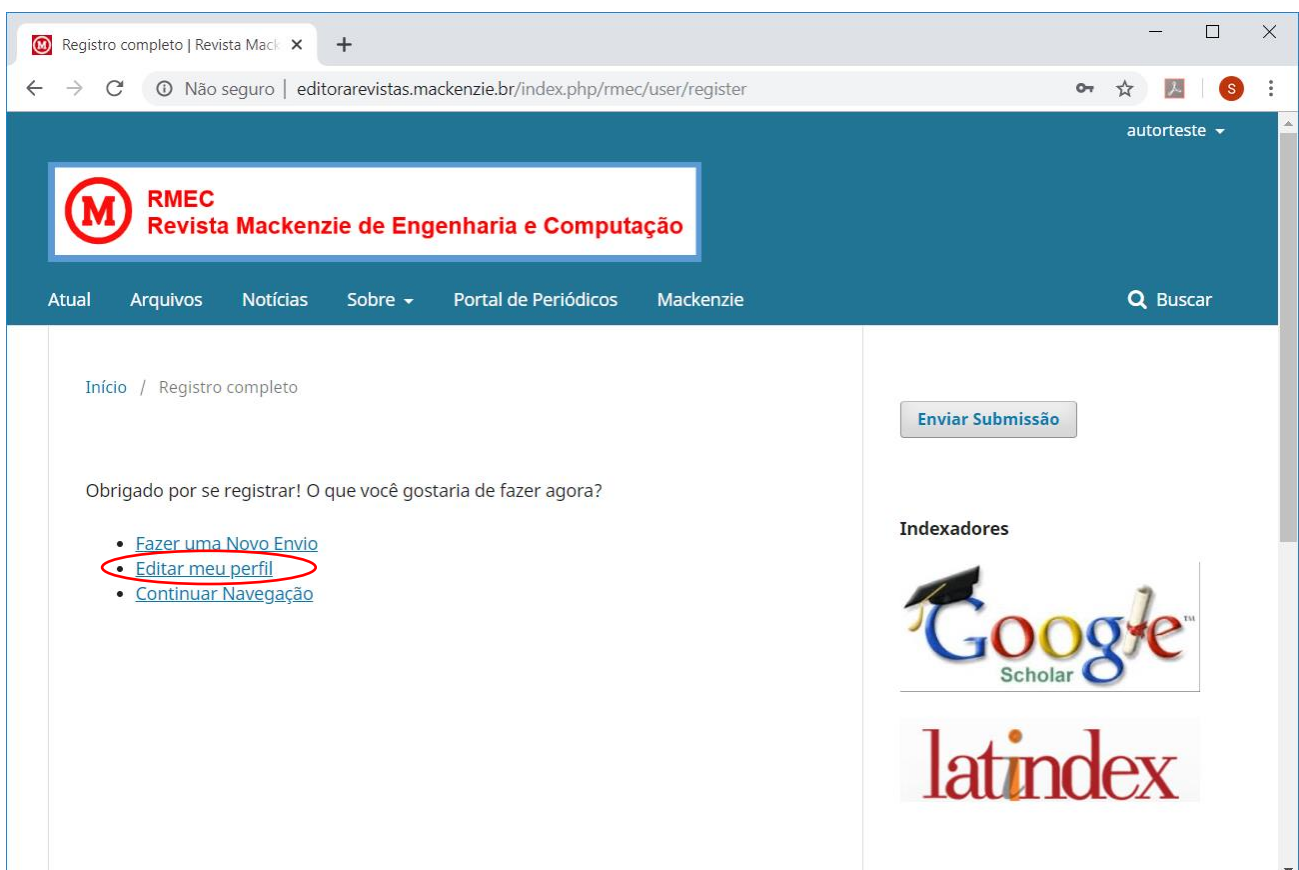 Registro completo | Revista Mack
Não seguro | editorarevistas.mackenzie.br/index.php/rmec/user/register
S
autorteste
M
RMEC
Revista Mackenzie de Engenharia e Computação
Atual Arquivos Notícias Sobre Portal de Periódicos Mackenzie Buscar
Início / Registro completo
Enviar Submissão
Obrigado por se registrar! O que você gostaria de fazer agora?
Fazer uma Novo Envio
Editar meu perfil
Continuar Navegação
Indexadores
Google™
Scholar
latindex